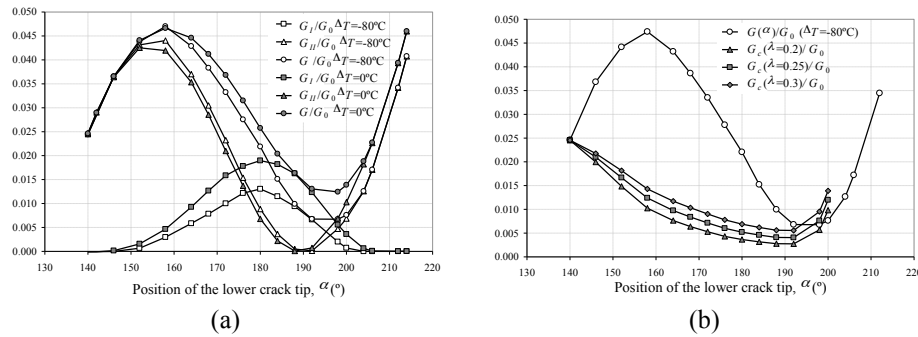 0.050
0.045
0.040
0.035
0.030
0.025
0.020
0.015
0.010
0.005
0.000
130 140 150 160 170 180 190 200 210 220
Position of the lower crack tip, α(º)
G_I/G_0 ΔT=-80ºC
G_II/G_0 ΔT=-80ºC
G/G_0 ΔT=-80ºC
G_I/G_0 ΔT=0ºC
G_II/G_0 ΔT=0ºC
G/G_0 ΔT=0ºC
(a)
0.050
0.045
0.040
0.035
0.030
0.025
0.020
0.015
0.010
0.005
0.000
130 140 150 160 170 180 190 200 210 220
Position of the lower crack tip, α(º)
G(α)/G_0 (ΔT=-80ºC)
G_c(λ=0.2)/G_0
G_c(λ=0.25)/G_0
G_c(λ=0.3)/G_0
(b)